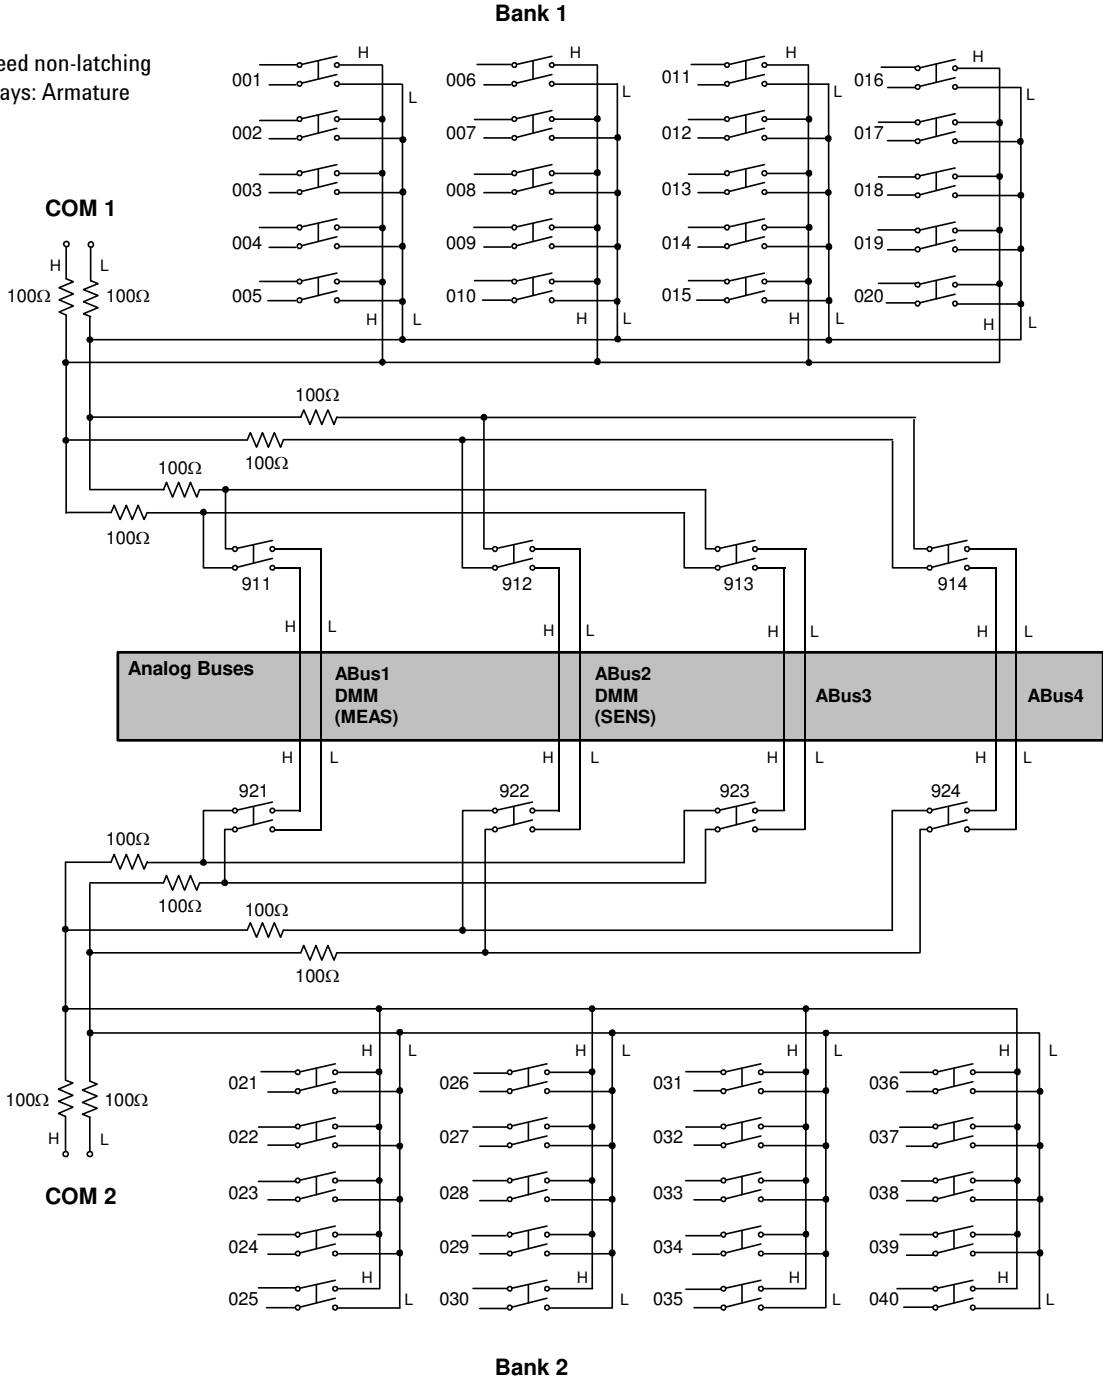 Bank 1
eed non-latching
ays: Armature
H
H
H
H
001
006
011
016
L
L
L
L
002
007
012
017
003
008
013
018
COM 1
004
009
014
019
H
L
100Ω
100Ω
005
010
015
020
H
L
H
L
H
L
H
L
100Ω
100Ω
100Ω
100Ω
911
912
913
914
H
L
H
L
H
L
H
L
Analog Buses
ABus1
DMM
(MEAS)
ABus2
DMM
(SENS)
ABus3
ABus4
H
L
H
L
H
L
H
L
921
922
923
924
100Ω
100Ω
100Ω
100Ω
H
L
H
L
H
L
H
L
021
026
031
036
100Ω
100Ω
022
027
032
037
H
L
COM 2
023
028
033
038
024
029
034
039
H
H
H
H
025
030
035
040
L
L
L
L
Bank 2